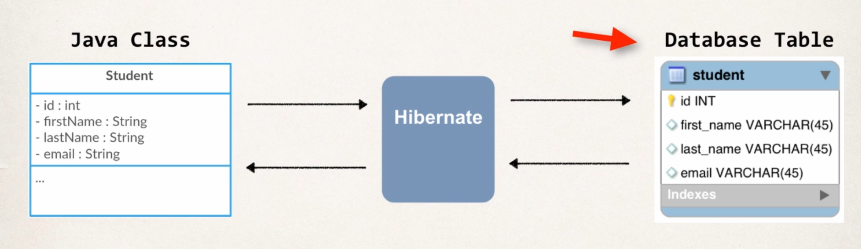 Java Class
Student
- id : int
- firstName : String
- lastName : String
- email : String
...
Hibernate
Database Table
student
id INT
first_name VARCHAR(45)
last_name VARCHAR(45)
email VARCHAR(45)
Indexes